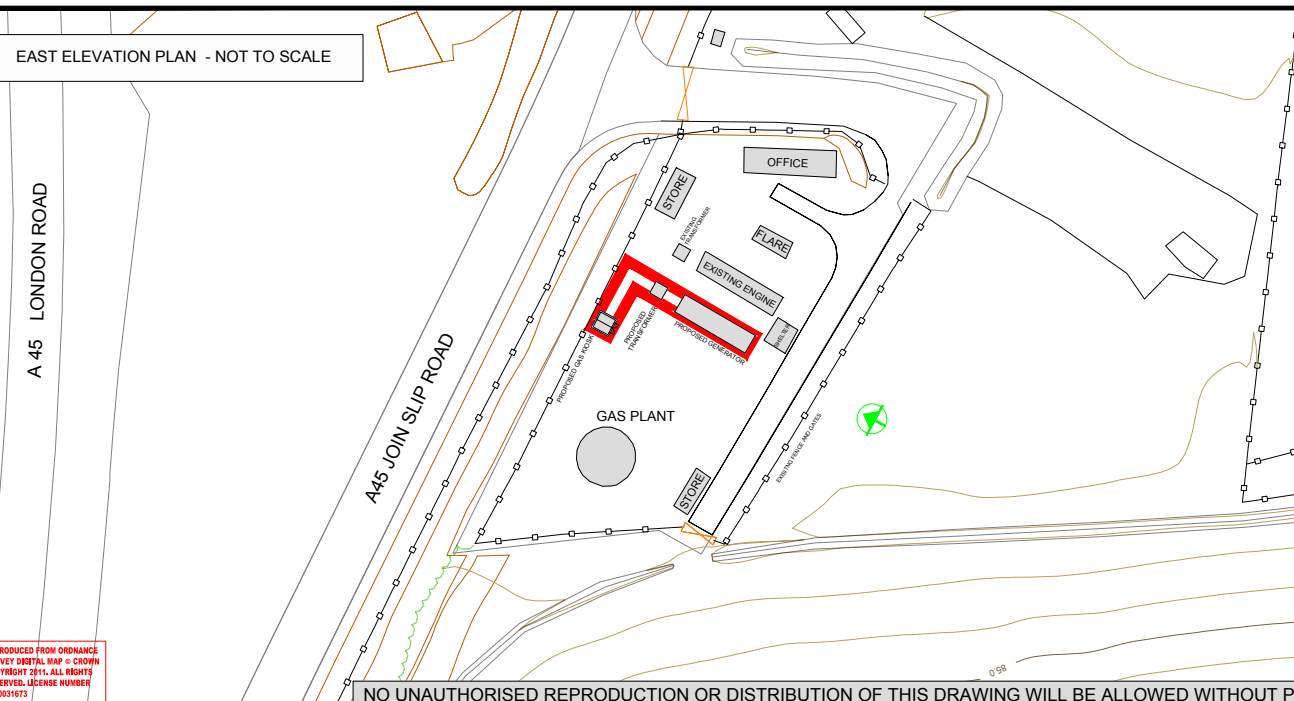 EAST ELEVATION PLAN - NOT TO SCALE
A 45 LONDON ROAD
A45 JOIN SLIP ROAD
OFFICE
STORE
EXISTING
TRANSFORMER
FLARE
EXISTING ENGINE
SHELTER
PROPOSED GENERATOR
PROPOSED
TRANSFORMER
PROPOSED GAS KIOSK
GAS PLANT
STORE
EXISITNG FENCE AND GATES
85.0
RODUCED FROM ORDNANCE
VEY DIGITAL MAP © CROWN
YRIGHT 2011. ALL RIGHTS
ERVED. LICENSE NUMBER
0031673
NO UNAUTHORISED REPRODUCTION OR DISTRIBUTION OF THIS DRAWING WILL BE ALLOWED WITHOUT P